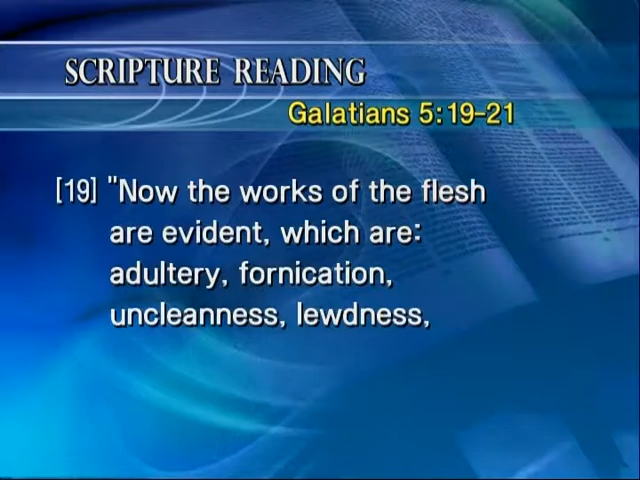 SCRIPTURE READING
Galatians 5:19-21
[19] "Now the works of the flesh
are evident, which are:
adultery, fornication,
uncleanness, lewdness,